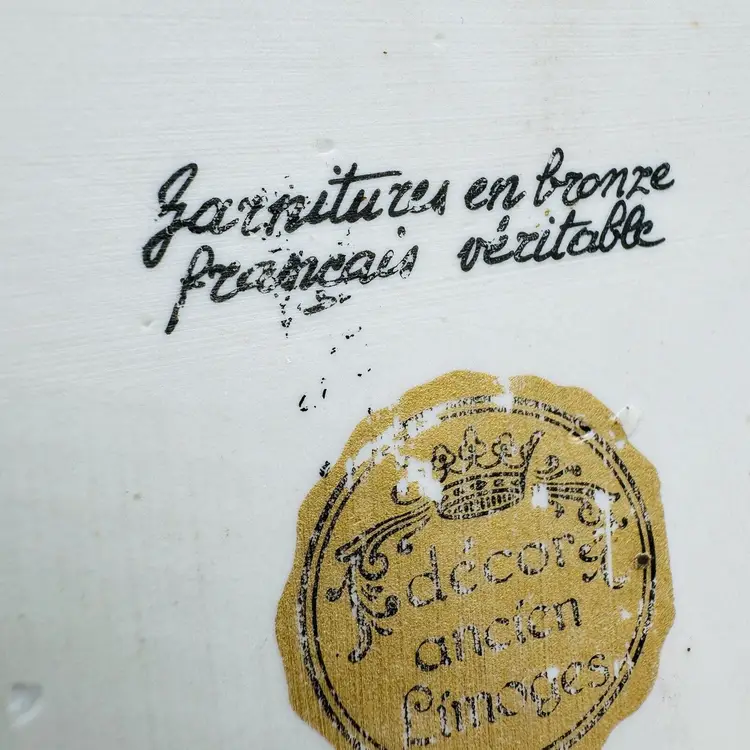 Garnitures en bronze
français véritable
décor
ancien
Limoges